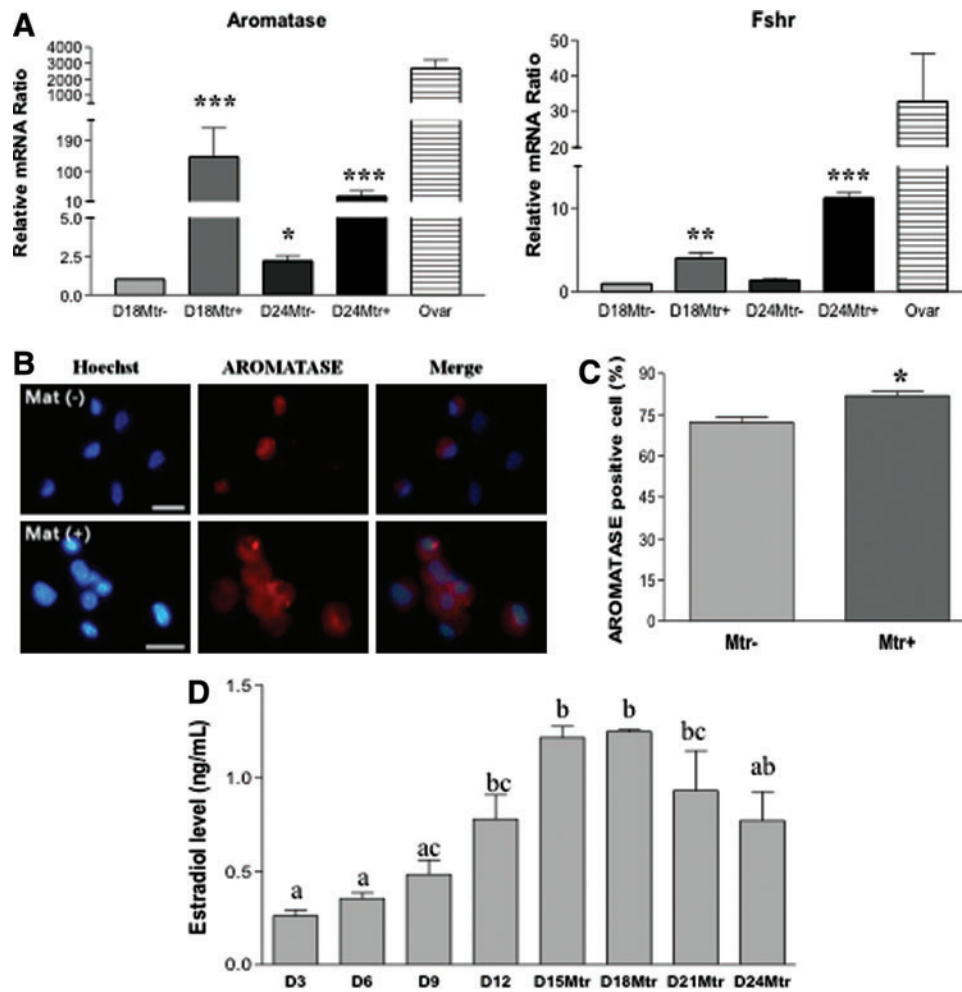 A
Aromatase
Relative mRNA Ratio
4000
3000
2000
1000
190
100
10
5.0
2.5
0.0
***
*
***
D18Mtr- D18Mtr+ D24Mtr- D24Mtr+ Ovar
Fshr
Relative mRNA Ratio
50
40
30
20
10
0
**
***
D18Mtr- D18Mtr+ D24Mtr- D24Mtr+ Ovar
B
Hoechst AROMATASE Merge
Mat (-)
Mat (+)
C
AROMATASE positive cell (%)
90
75
60
45
30
15
0
*
Mtr- Mtr+
D
Estradiol level (ng/mL)
1.5
1.0
0.5
0.0
a a ac bc b b bc ab
D3 D6 D9 D12 D15Mtr D18Mtr D21Mtr D24Mtr